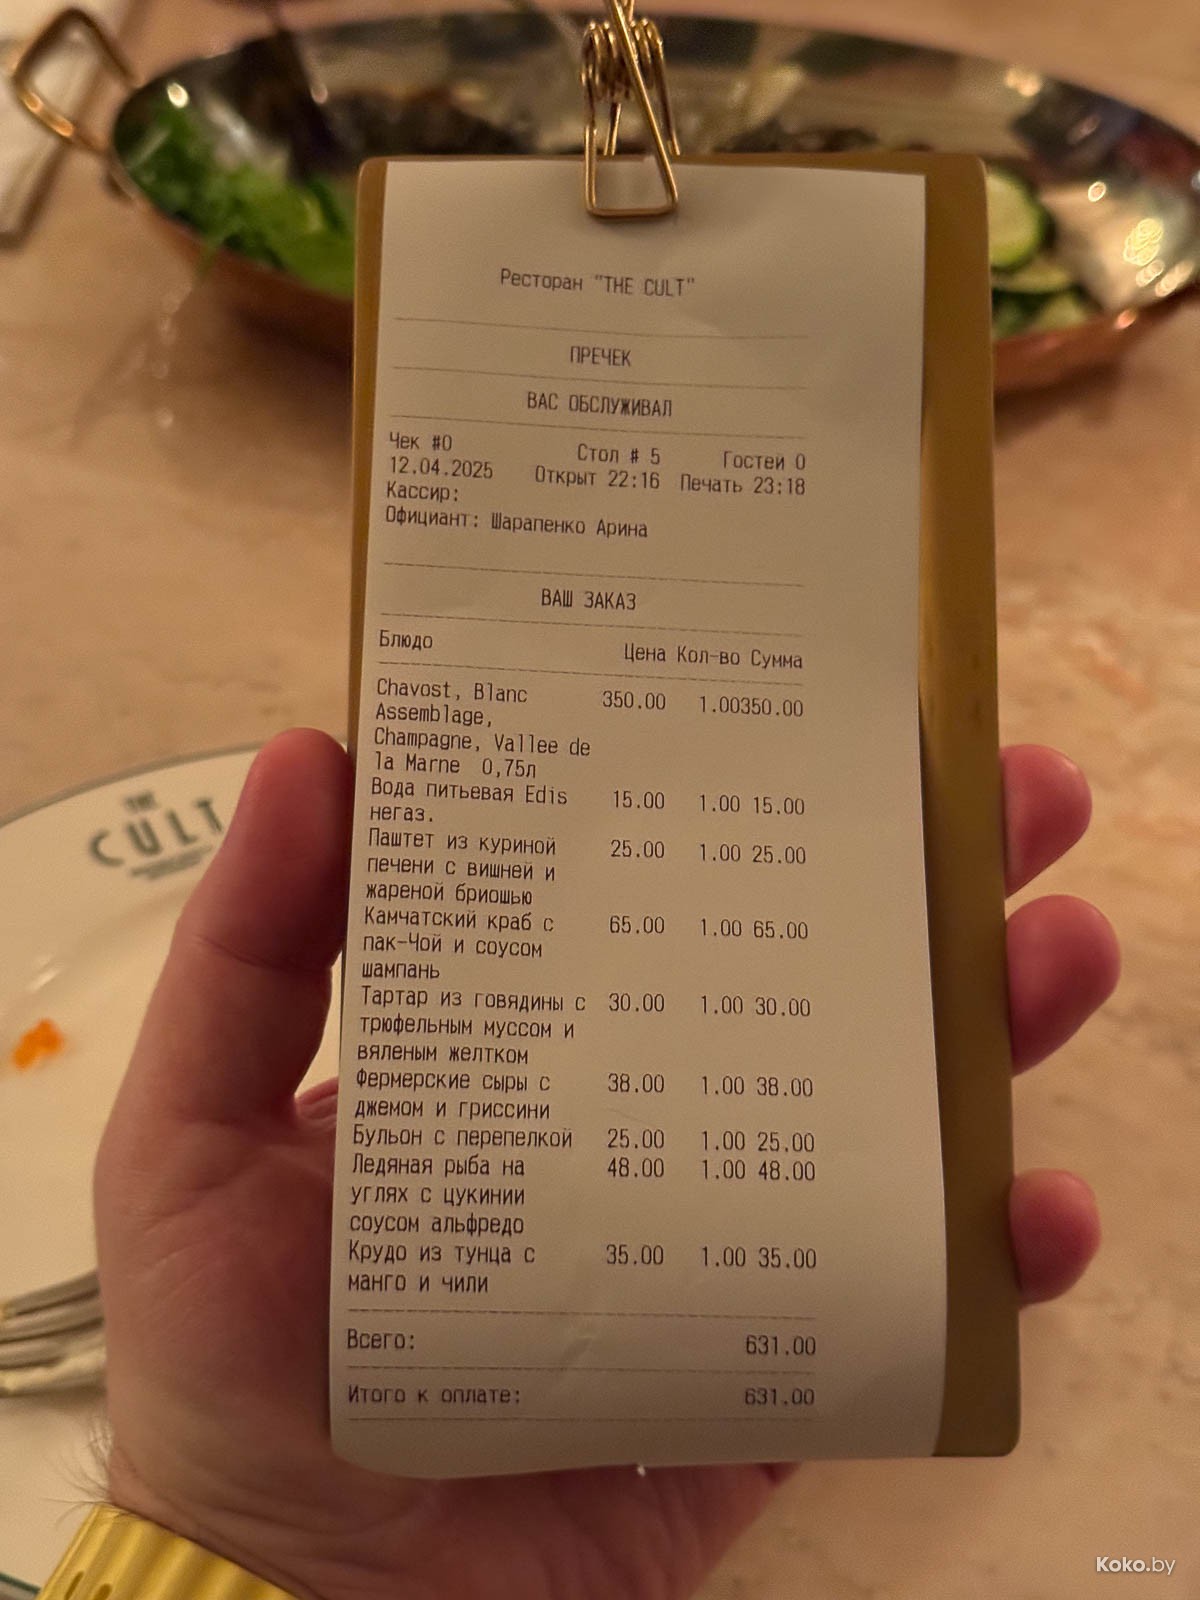 Ресторан "THE CULT"
ПРЕЧЕК
ВАС ОБСЛУЖИВАЛ
Чек #0 Стол # 5 Гостей 0
12.04.2025 Открыт 22:16 Печать 23:18
Кассир:
Официант: Шарапенко Арина
ВАШ ЗАКАЗ
Блюдо Цена Кол-во Сумма
Chavost, Blanc 350.00 1.00350.00
Assemblage,
Champagne, Vallee de
la Marne 0,75л
Вода питьевая Edis 15.00 1.00 15.00
негаз.
Паштет из куриной 25.00 1.00 25.00
печени с вишней и
жареной бриошью
Камчатский краб с 65.00 1.00 65.00
пак-Чой и соусом
шампань
Тартар из говядины с 30.00 1.00 30.00
трюфельным муссом и
вяленым желтком
Фермерские сыры с 38.00 1.00 38.00
джемом и гриссини
Бульон с перепелкой 25.00 1.00 25.00
Ледяная рыба на 48.00 1.00 48.00
углях с цукинии
соусом альфредо
Крудо из тунца с 35.00 1.00 35.00
манго и чили
Всего: 631.00
Итого к оплате: 631.00
THE
CULT
Koko.by